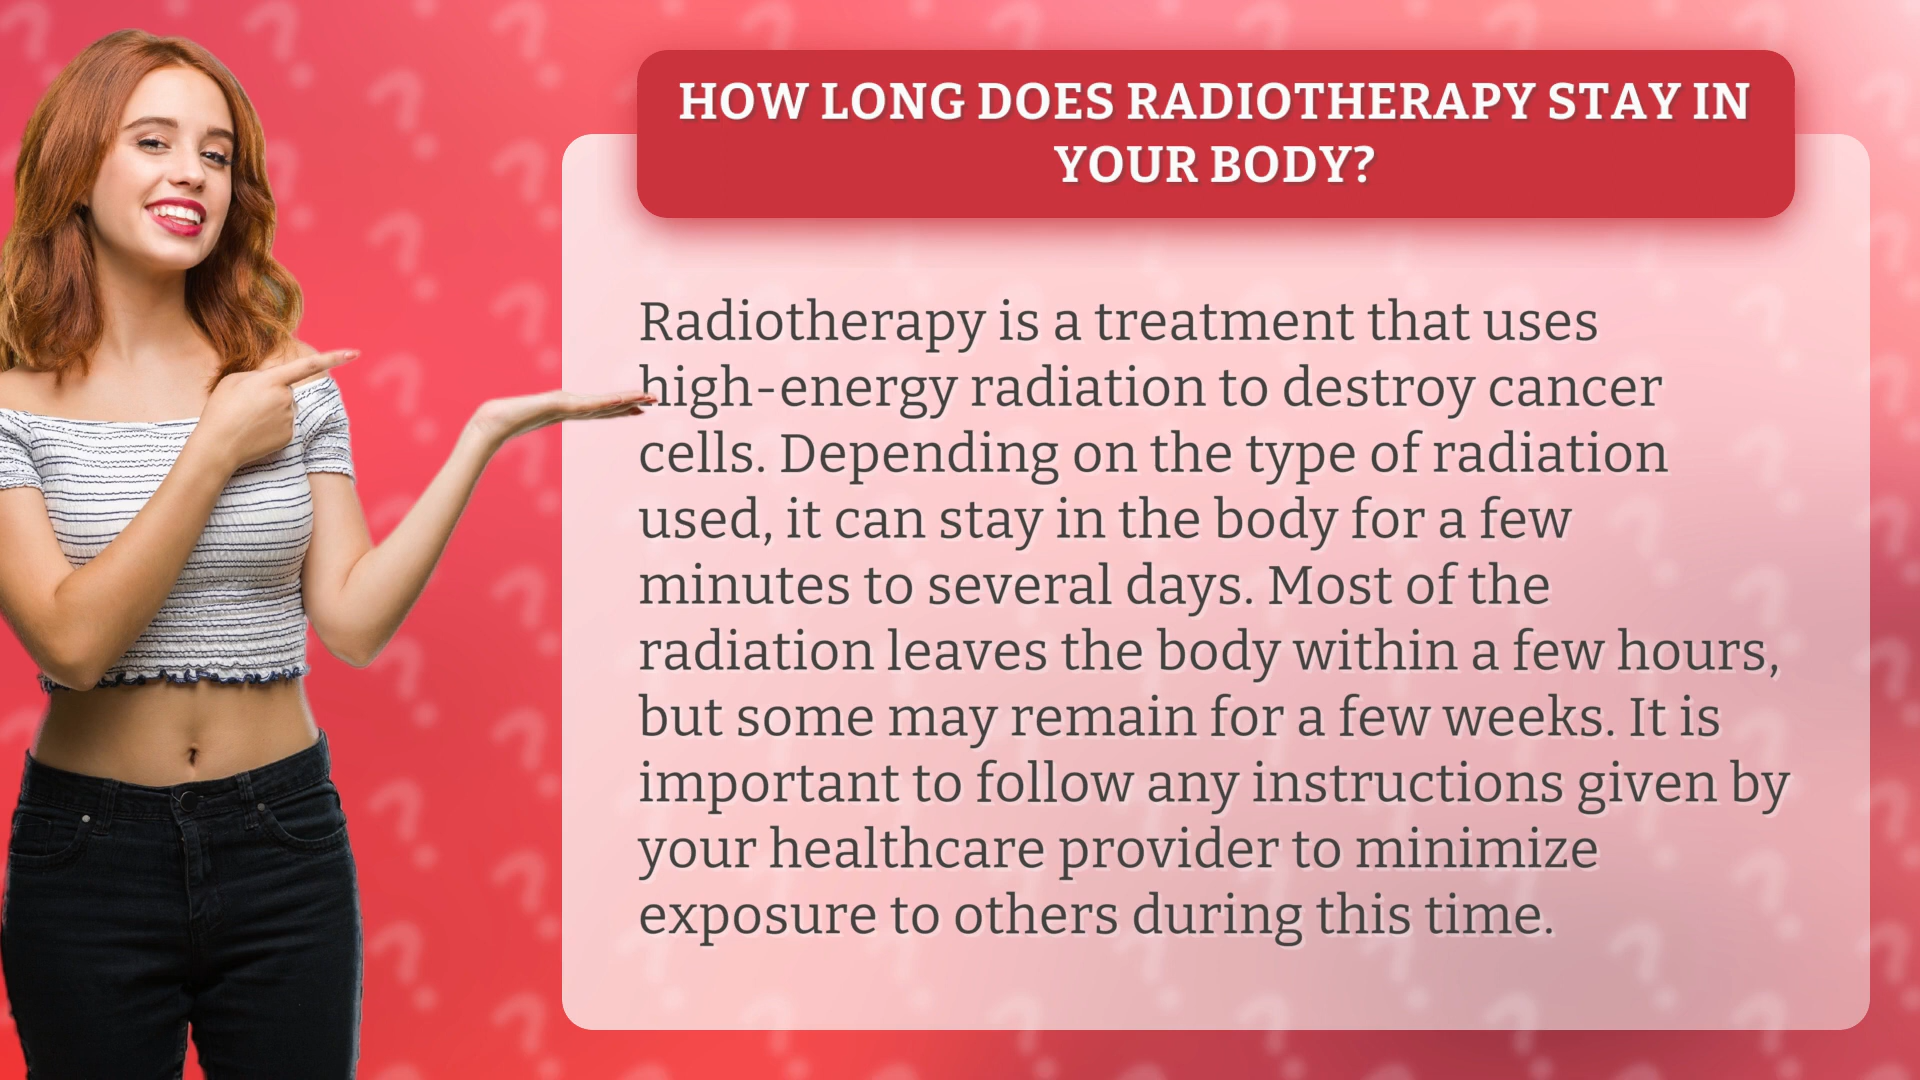 HOW LONG DOES RADIOTHERAPY STAY IN
YOUR BODY?
Radiotherapy is a treatment that uses
high-energy radiation to destroy cancer
cells. Depending on the type of radiation
used, it can stay in the body for a few
minutes to several days. Most of the
radiation leaves the body within a few hours,
but some may remain for a few weeks. It is
important to follow any instructions given by
your healthcare provider to minimize
exposure to others during this time.